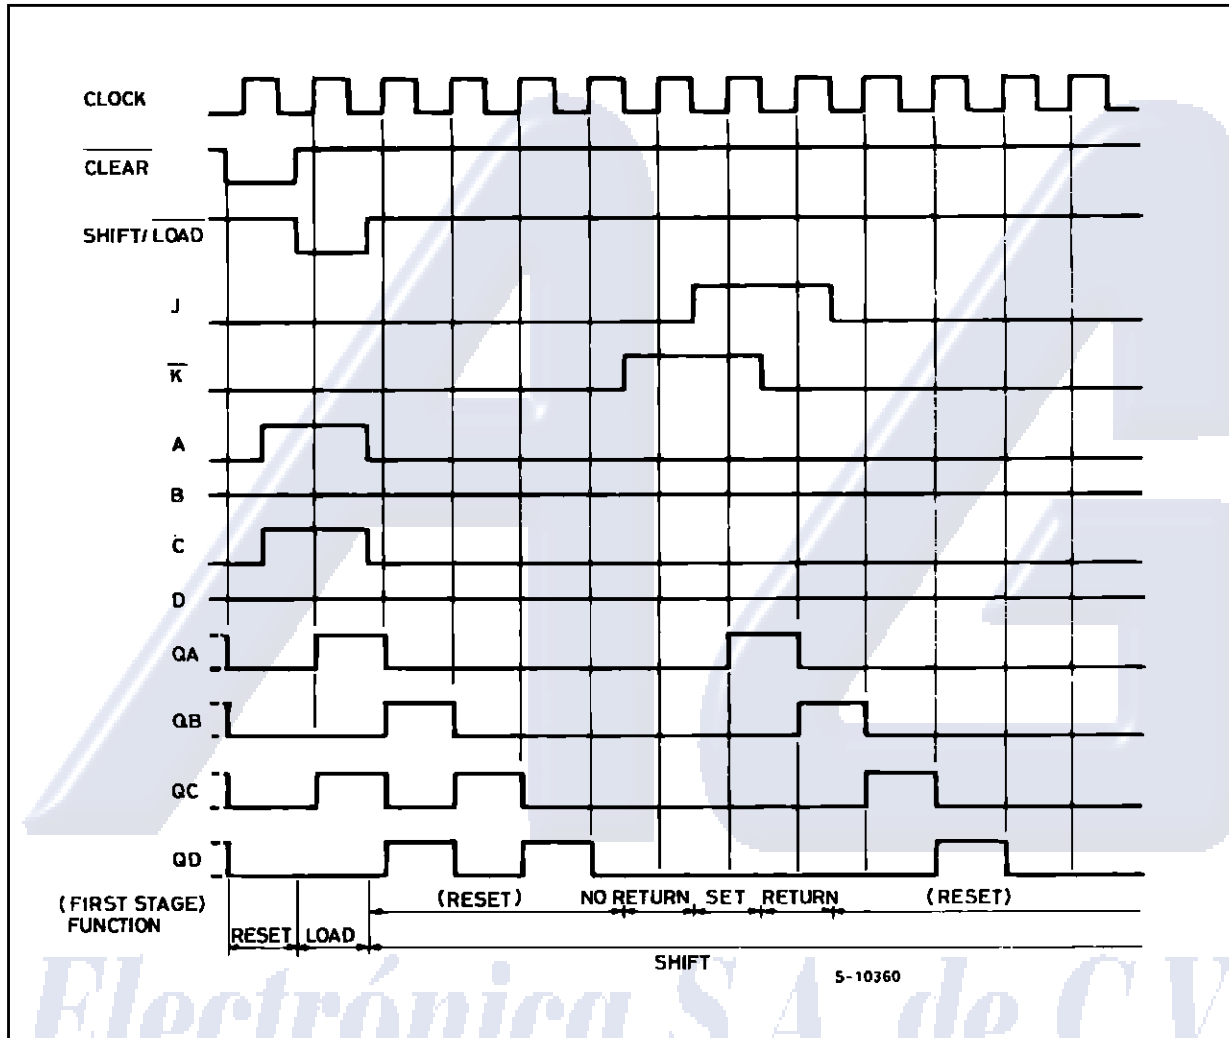 CLOCK
CLEAR
SHIFT/LOAD
J
K
A
B
C
D
QA
QB
QC
QD
(FIRST STAGE)
FUNCTION
(RESET) NO RETURN SET RETURN (RESET)
RESET LOAD
SHIFT
S-10360
AG
Electrónica S.A. de C.V